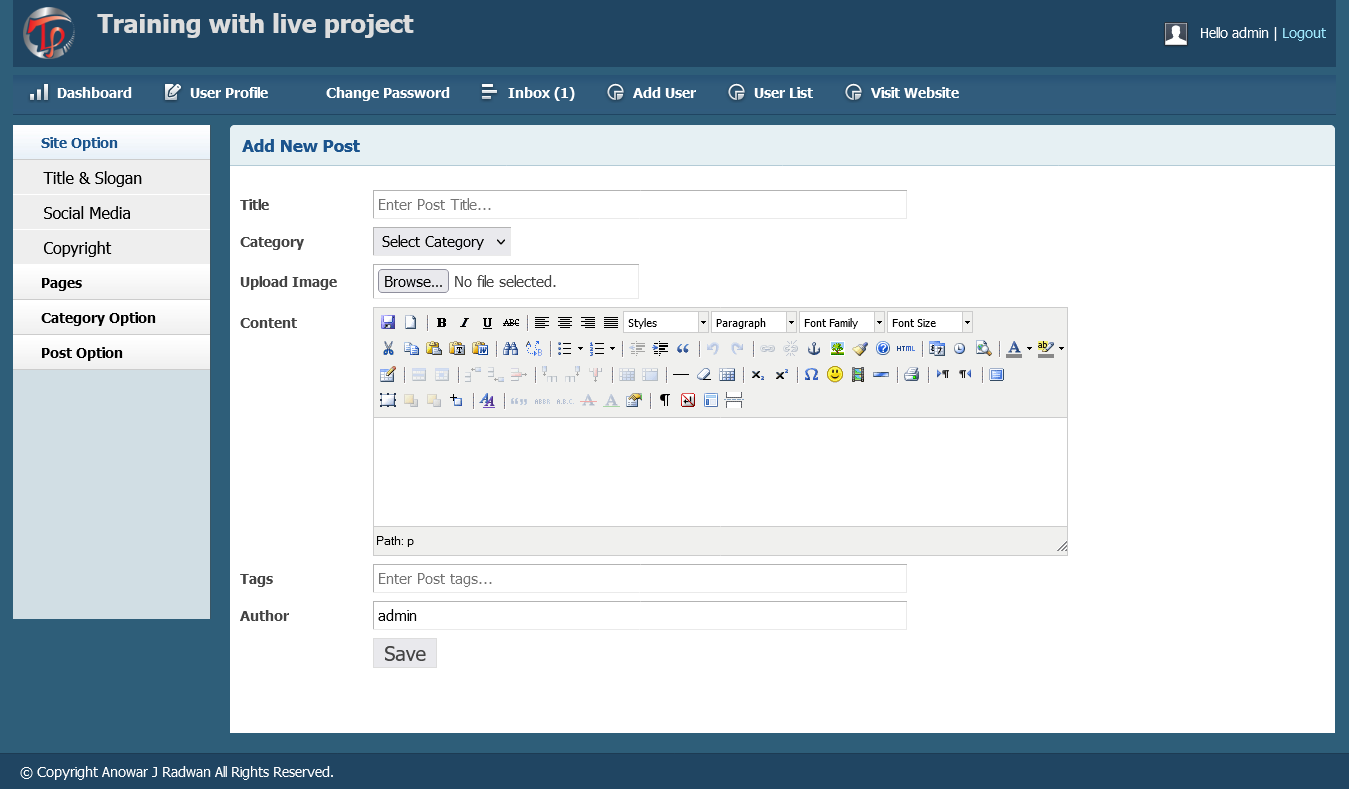 Training with live project
Hello admin | Logout
Dashboard User Profile Change Password Inbox (1) Add User User List Visit Website
Site Option
Title & Slogan
Social Media
Copyright
Pages
Category Option
Post Option
Add New Post
Title Enter Post Title...
Category Select Category
Upload Image Browse... No file selected.
Content
B I U ABC Styles Paragraph Font Family Font Size
HTML
Path: p
Tags Enter Post tags...
Author admin
Save
© Copyright Anowar J Radwan All Rights Reserved.